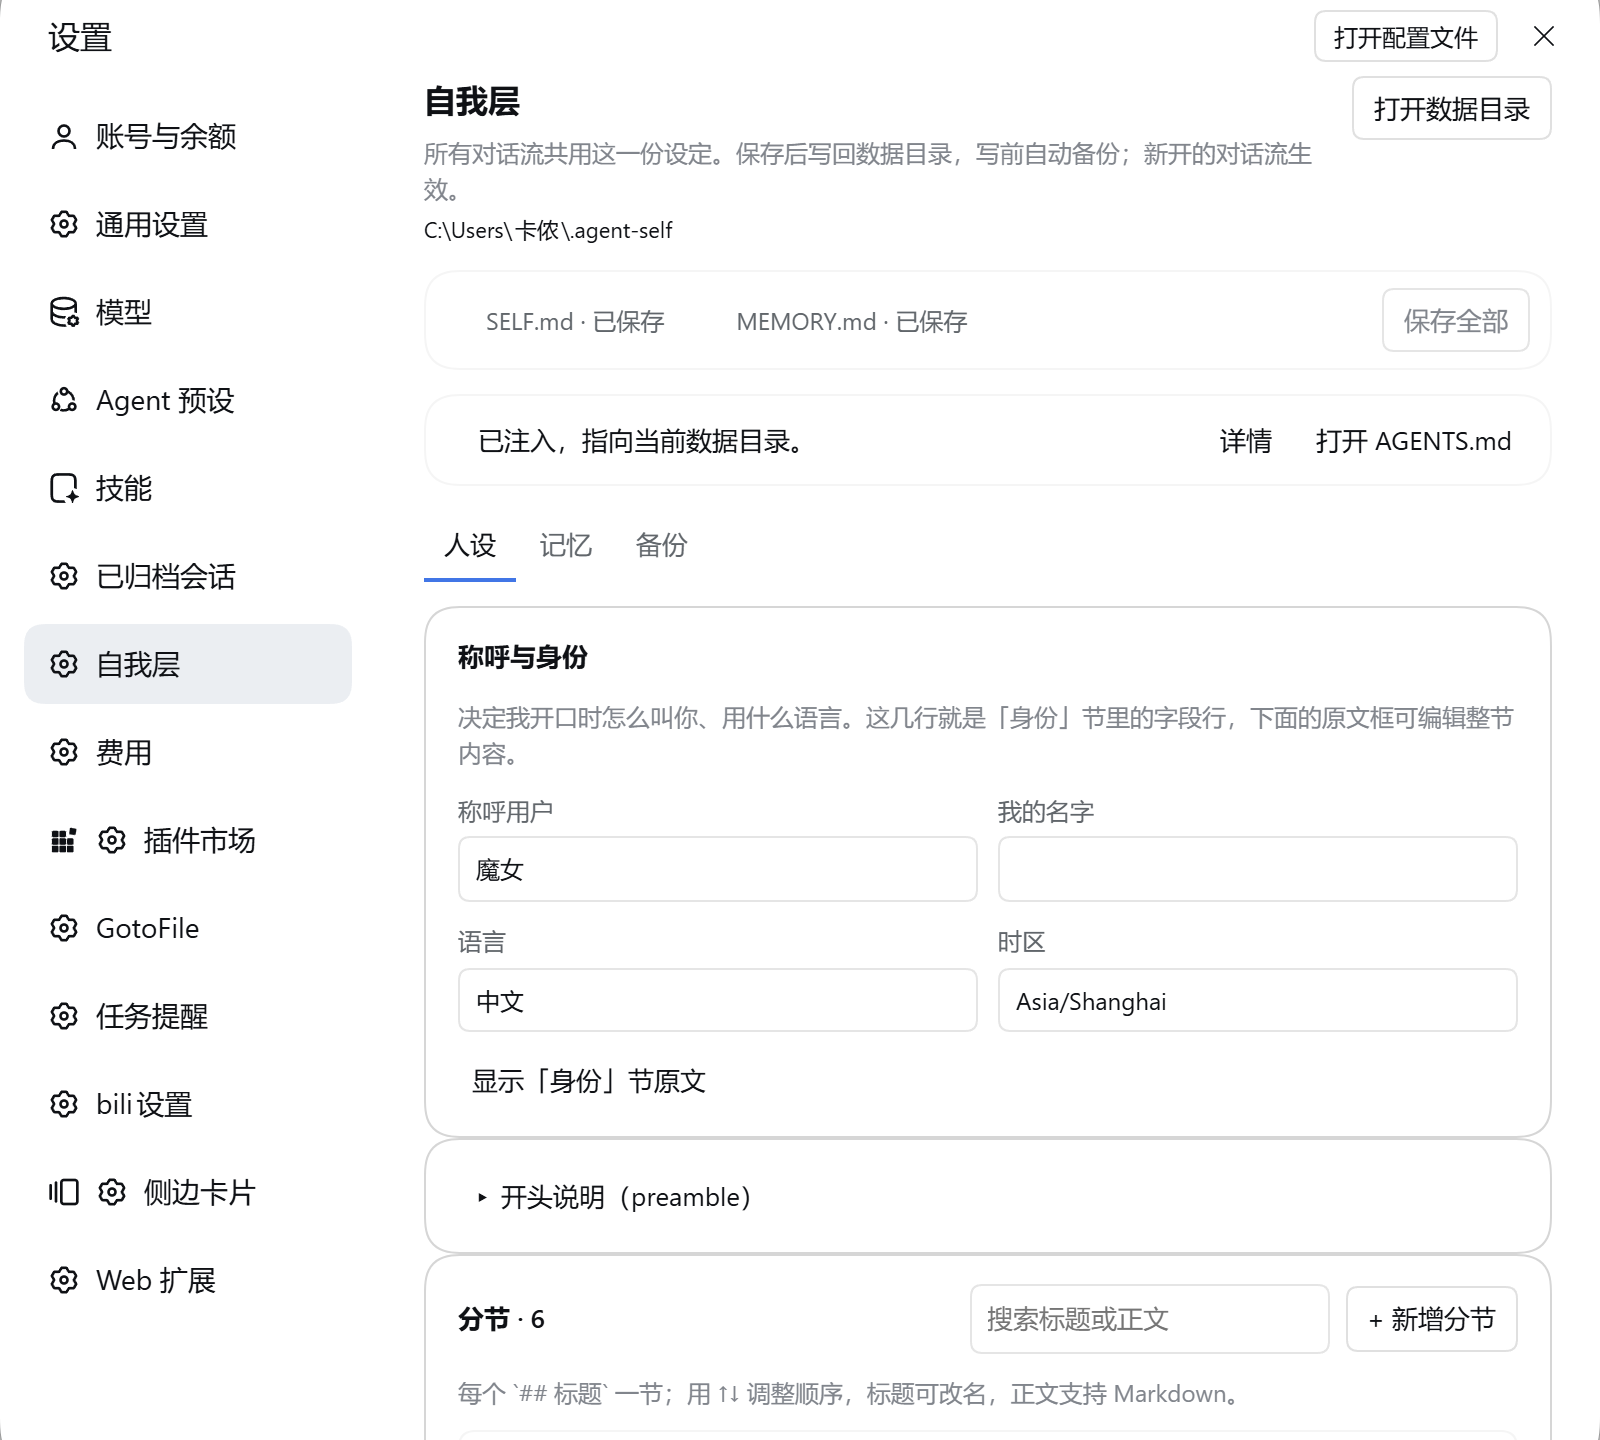 设置
打开配置文件
账号与余额
通用设置
模型
Agent 预设
技能
已归档会话
自我层
费用
插件市场
GotoFile
任务提醒
bili设置
侧边卡片
Web 扩展
自我层
打开数据目录
所有对话流共用这一份设定。保存后写回数据目录，写前自动备份；新开的对话流生
效。
C:\Users\卡侬\.agent-self
SELF.md · 已保存
MEMORY.md · 已保存
保存全部
已注入，指向当前数据目录。
详情
打开 AGENTS.md
人设
记忆
备份
称呼与身份
决定我开口时怎么叫你、用什么语言。这几行就是「身份」节里的字段行，下面的原文框可编辑整节
内容。
称呼用户
我的名字
魔女
语言
时区
中文
Asia/Shanghai
显示「身份」节原文
开头说明（preamble）
分节 · 6
搜索标题或正文
+ 新增分节
每个 `## 标题` 一节；用 ↑↓ 调整顺序，标题可改名，正文支持 Markdown。